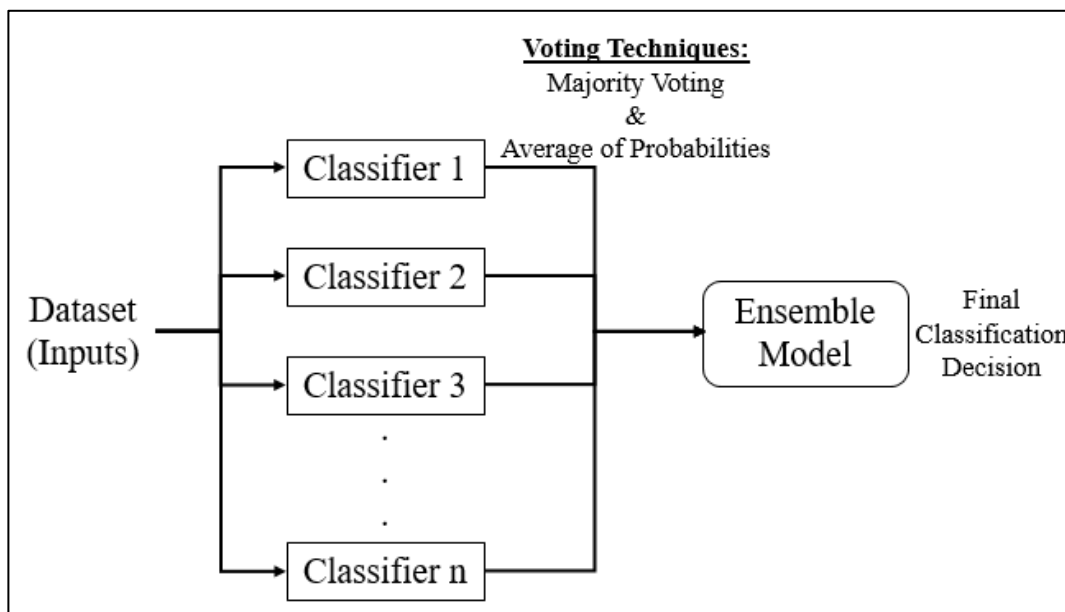 Voting Techniques:
Majority Voting
&
Average of Probabilities
Dataset
(Inputs)
Classifier 1
Classifier 2
Classifier 3
.
.
.
Classifier n
Ensemble
Model
Final
Classification
Decision